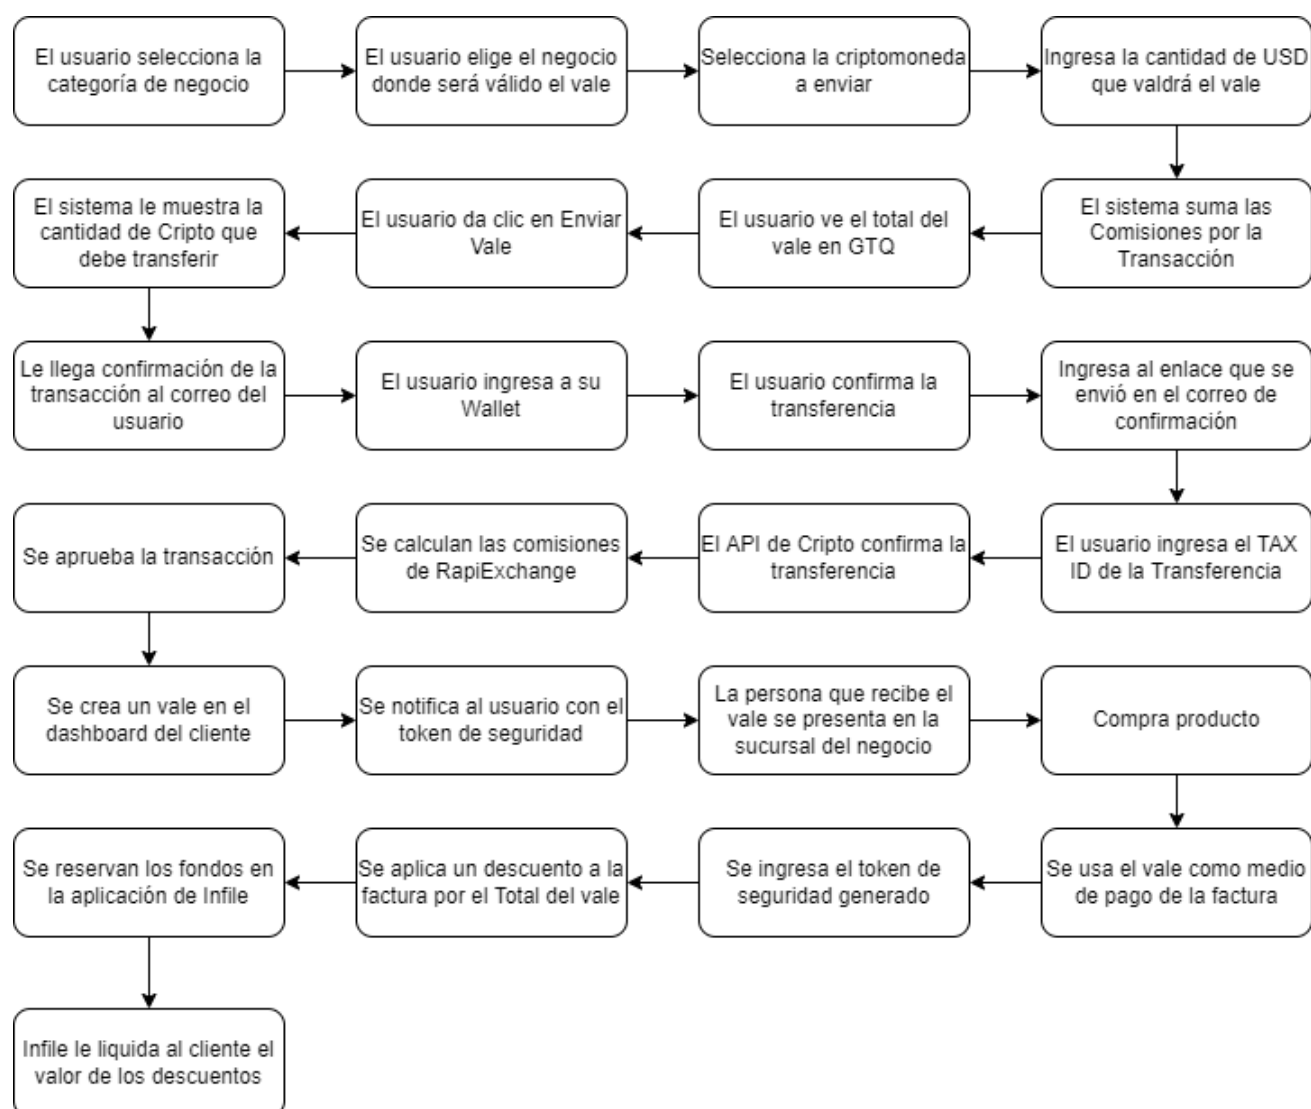 El usuario selecciona la
categoría de negocio
El usuario elige el negocio
donde será válido el vale
Selecciona la criptomoneda
a enviar
Ingresa la cantidad de USD
que valdrá el vale
El sistema suma las
Comisiones por la
Transacción
El usuario ve el total del
vale en GTQ
El usuario da clic en Enviar
Vale
El sistema le muestra la
cantidad de Cripto que
debe transferir
Le llega confirmación de la
transacción al correo del
usuario
El usuario ingresa a su
Wallet
El usuario confirma la
transferencia
Ingresa al enlace que se
envió en el correo de
confirmación
El usuario ingresa el TAX
ID de la Transferencia
El API de Cripto confirma la
transferencia
Se calculan las comisiones
de RapiExchange
Se aprueba la transacción
Se crea un vale en el
dashboard del cliente
Se notifica al usuario con el
token de seguridad
La persona que recibe el
vale se presenta en la
sucursal del negocio
Compra producto
Se usa el vale como medio
de pago de la factura
Se ingresa el token de
seguridad generado
Se aplica un descuento a la
factura por el Total del vale
Se reservan los fondos en
la aplicación de Infile
Infile le liquida al cliente el
valor de los descuentos